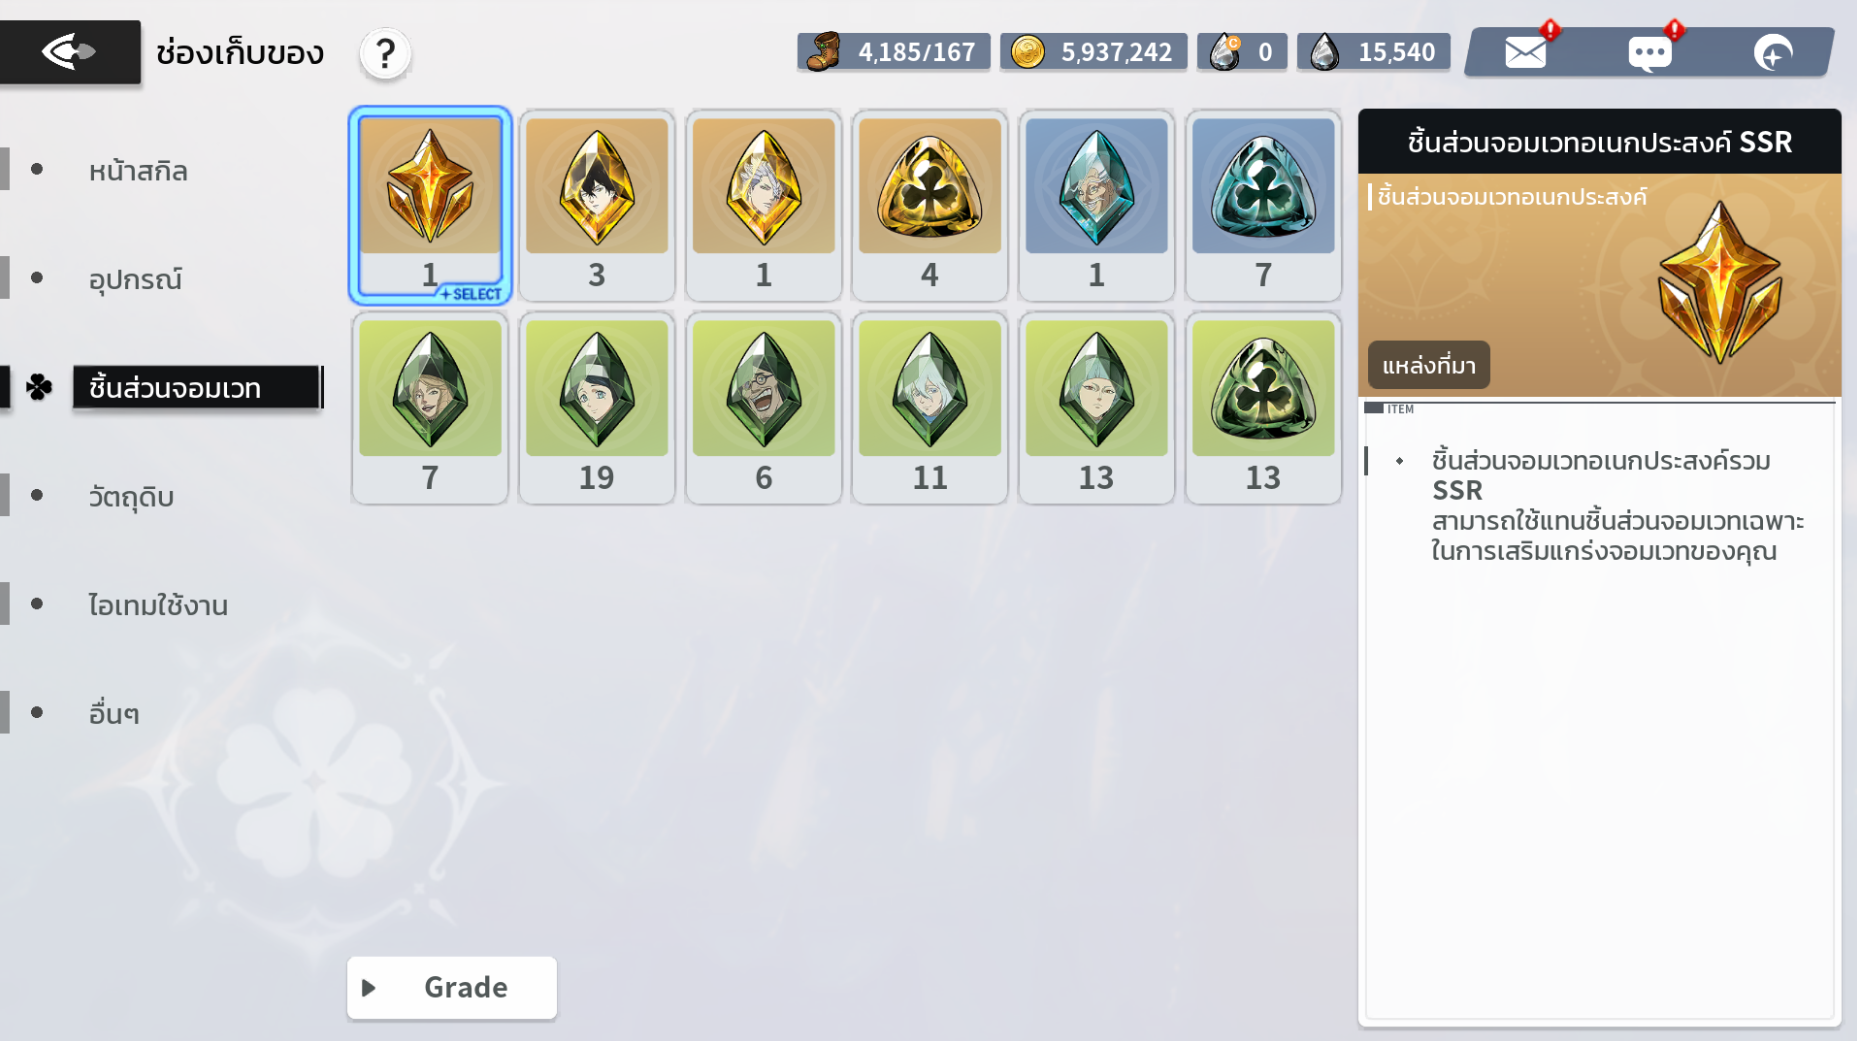 ช่องเก็บของ
?
4,185/167
5,937,242
0
15,540
หน้าสกิล
อุปกรณ์
ชิ้นส่วนจอมเวท
วัตถุดิบ
ไอเทมใช้งาน
อื่นๆ
1
+SELECT
3
1
4
1
7
7
19
6
11
13
13
Grade
ชิ้นส่วนจอมเวทอเนกประสงค์ SSR
ชิ้นส่วนจอมเวทอเนกประสงค์
แหล่งที่มา
ITEM
ชิ้นส่วนจอมเวทอเนกประสงค์รวม
SSR
สามารถใช้แทนชิ้นส่วนจอมเวทเฉพาะ
ในการเสริมแกร่งจอมเวทของคุณ